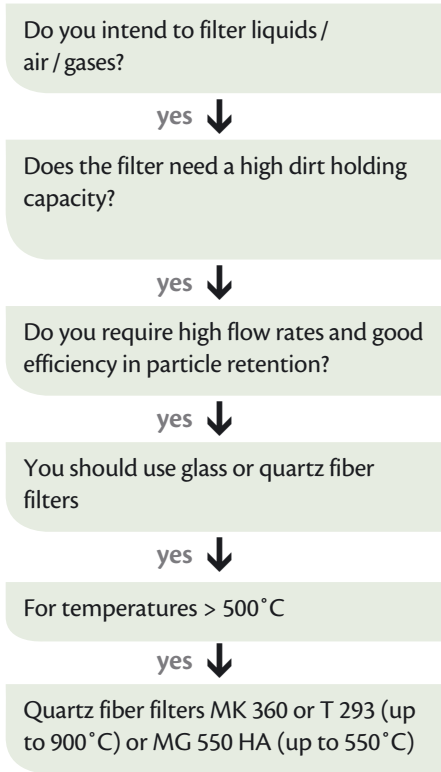 Do you intend to filter liquids /
air / gases?
yes
Does the filter need a high dirt holding
capacity?
yes
Do you require high flow rates and good
efficiency in particle retention?
yes
You should use glass or quartz fiber
filters
yes
For temperatures > 500˚C
yes
Quartz fiber filters MK 360 or T 293 (up
to 900˚C) or MG 550 HA (up to 550˚C)